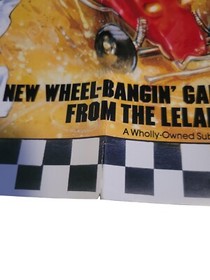 NEW WHEEL-BANGIN' GA
FROM THE LELA
A Wholly-Owned Sub